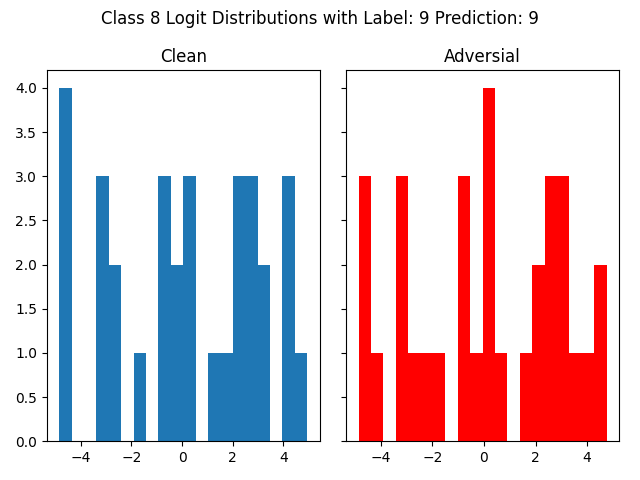 Class 8 Logit Distributions with Label: 9 Prediction: 9
Clean
Adversial
4.0
3.5
3.0
2.5
2.0
1.5
1.0
0.5
0.0
−4 −2 0 2 4
−4 −2 0 2 4